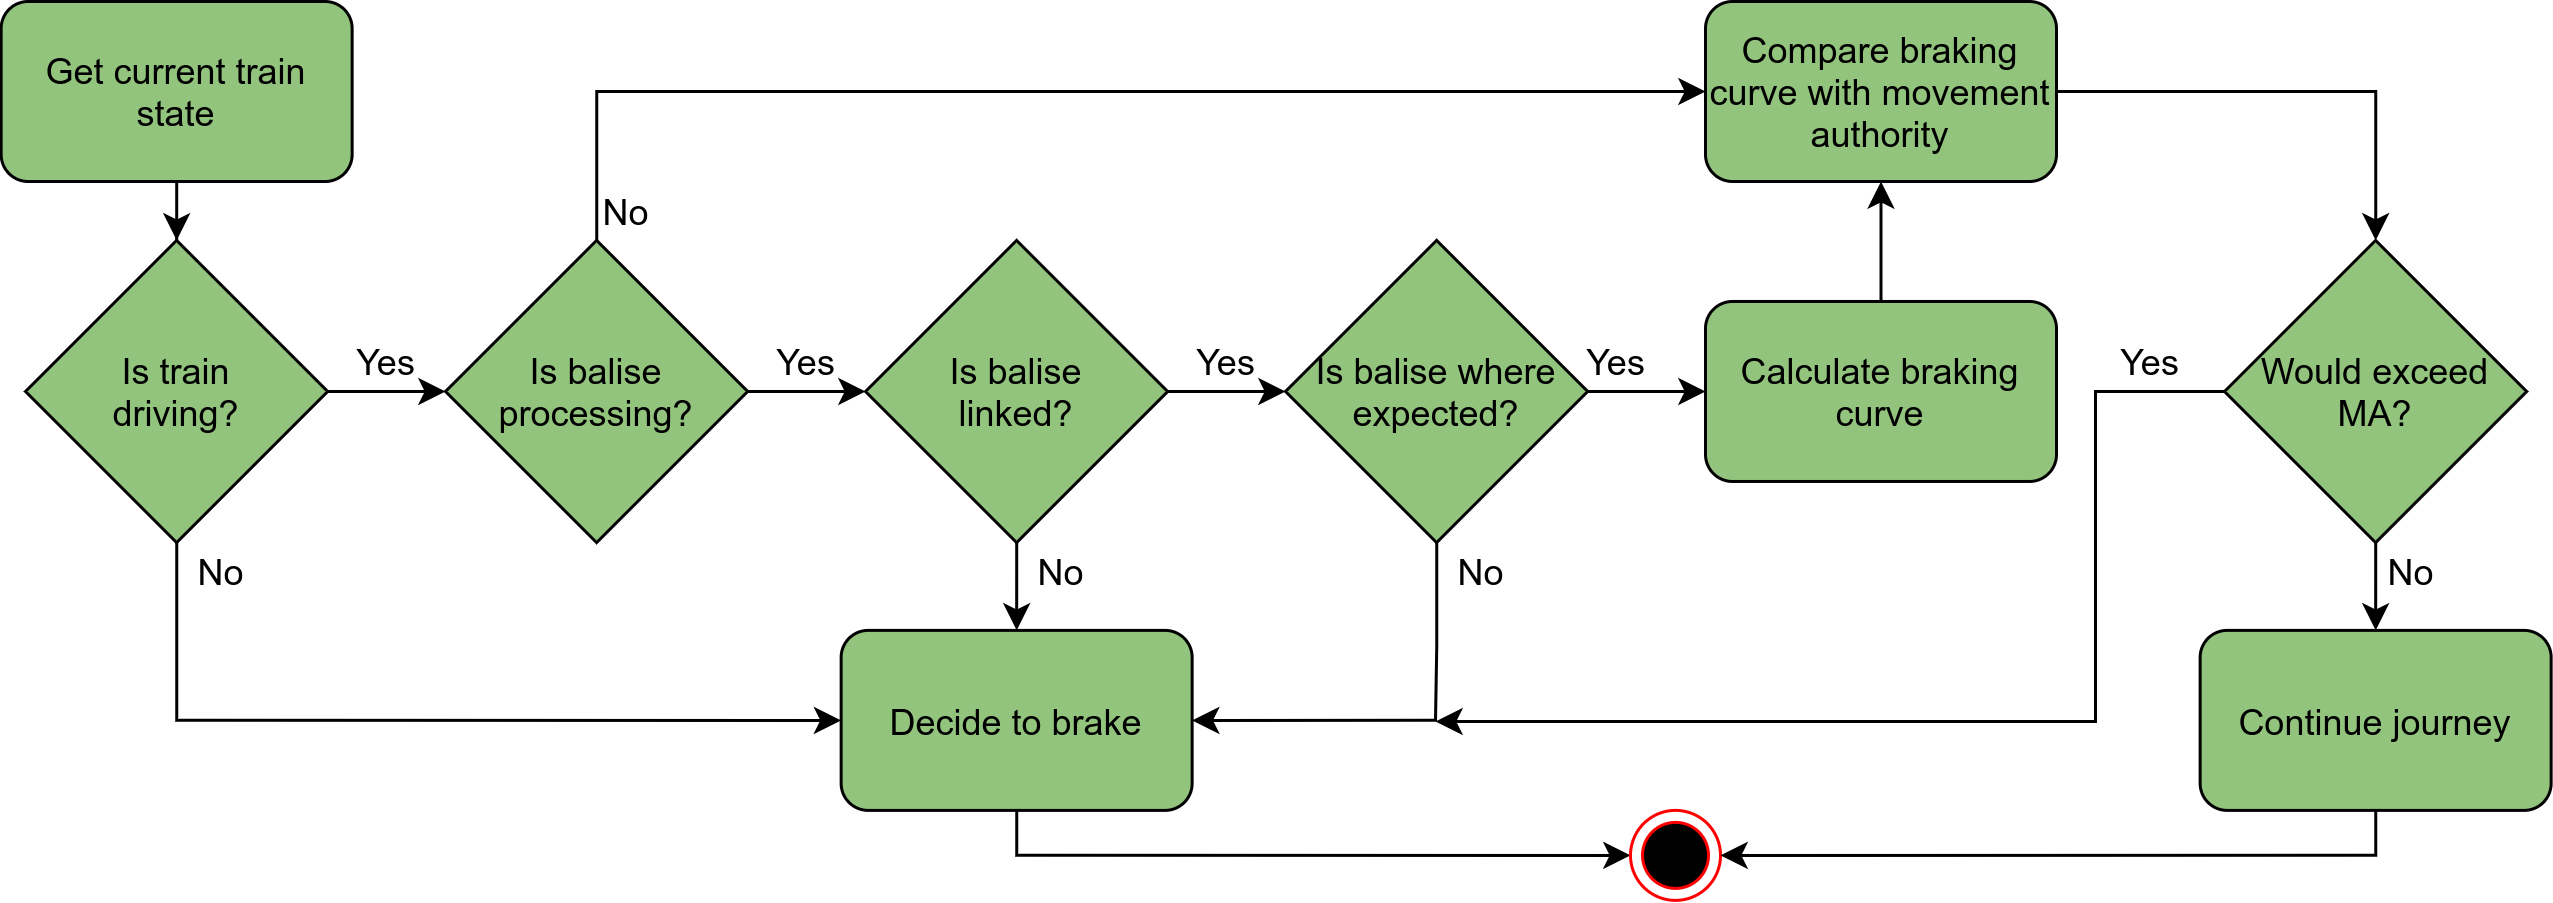 Get current train
state
Compare braking
curve with movement
authority
No
Is train
driving?
Yes
Is balise
processing?
Yes
Is balise
linked?
Yes
Is balise where
expected?
Yes
Calculate braking
curve
Yes
Would exceed
MA?
No
No
No
No
Decide to brake
Continue journey